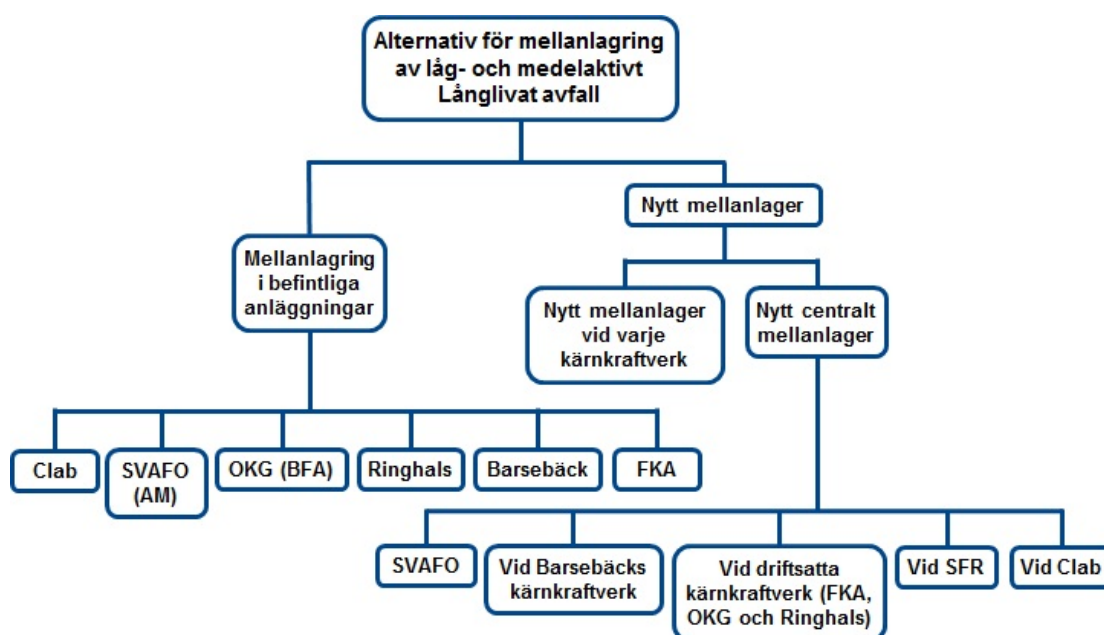 Alternativ för mellanlagring
av låg- och medelaktivt
Långlivat avfall
Nytt mellanlager
Mellanlagring
i befintliga
anläggningar
Nytt mellanlager
vid varje
kärnkraftverk
Nytt centralt
mellanlager
Clab
SVAFO
(AM)
OKG (BFA)
Ringhals
Barsebäck
FKA
SVAFO
Vid Barsebäcks
kärnkraftverk
Vid driftsatta
kärnkraftverk (FKA,
OKG och Ringhals)
Vid SFR
Vid Clab